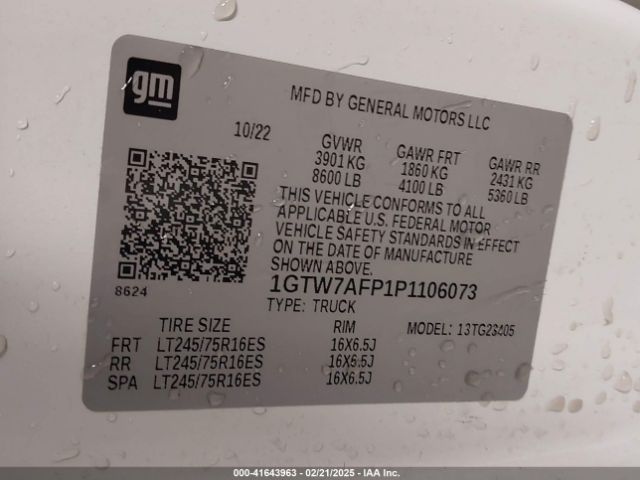 gm
MFD BY GENERAL MOTORS LLC
10/22
GVWR GAWR FRT GAWR RR
3901 KG 1860 KG 2431 KG
8600 LB 4100 LB 5360 LB
THIS VEHICLE CONFORMS TO ALL
APPLICABLE U.S. FEDERAL MOTOR
VEHICLE SAFETY STANDARDS IN EFFECT
ON THE DATE OF MANUFACTURE
SHOWN ABOVE.
8624
1GTW7AFP1P1106073
TYPE: TRUCK
TIRE SIZE RIM MODEL: 13TG23405
FRT LT245/75R16ES 16X6.5J
RR LT245/75R16ES 16X6.5J
SPA LT245/75R16ES 16X6.5J
000-41643963 - 02/21/2025 - IAA Inc.